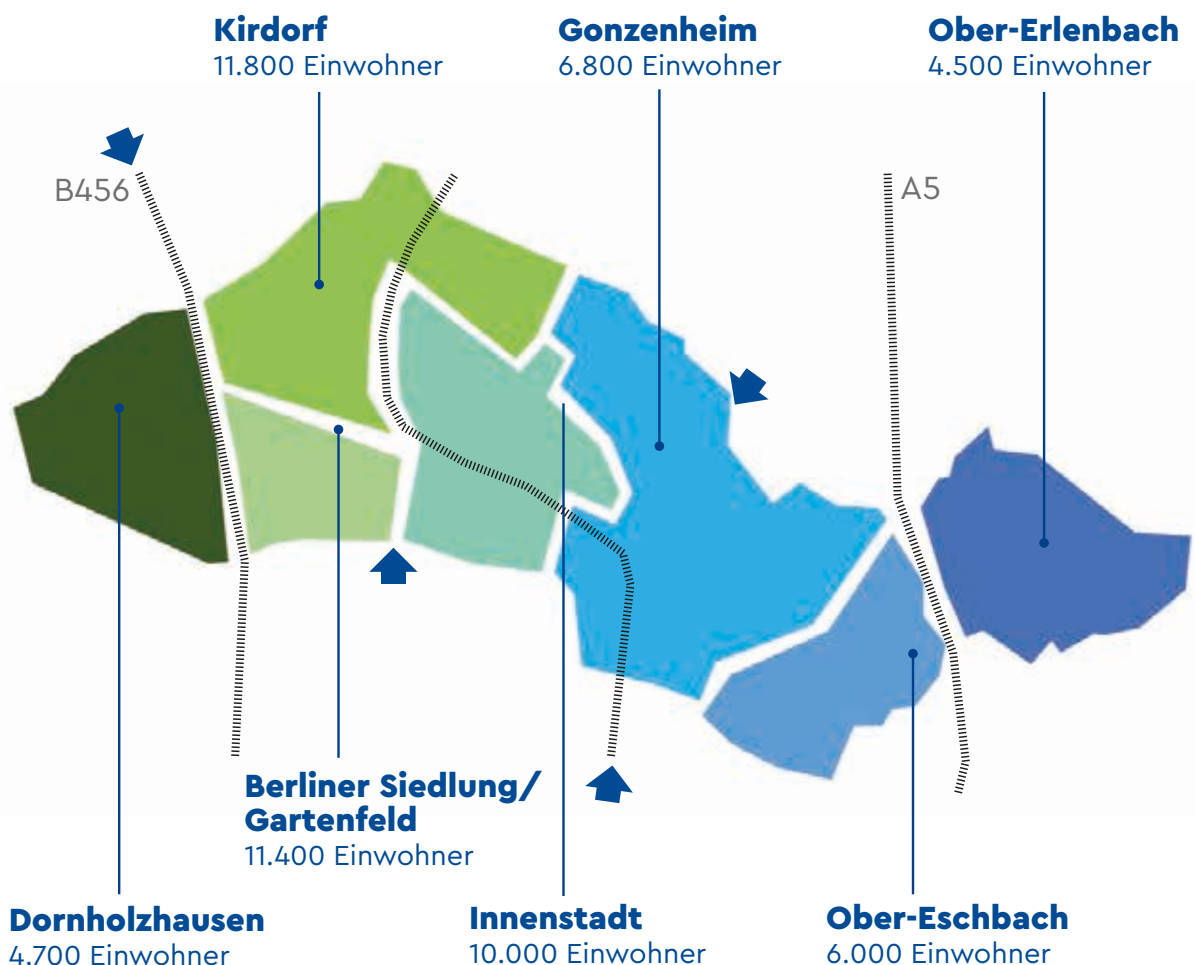 Kirdorf
11.800 Einwohner
Gonzenheim
6.800 Einwohner
Ober-Erlenbach
4.500 Einwohner
B456
A5
Berliner Siedlung/
Gartenfeld
11.400 Einwohner
Dornholzhausen
4.700 Einwohner
Innenstadt
10.000 Einwohner
Ober-Eschbach
6.000 Einwohner